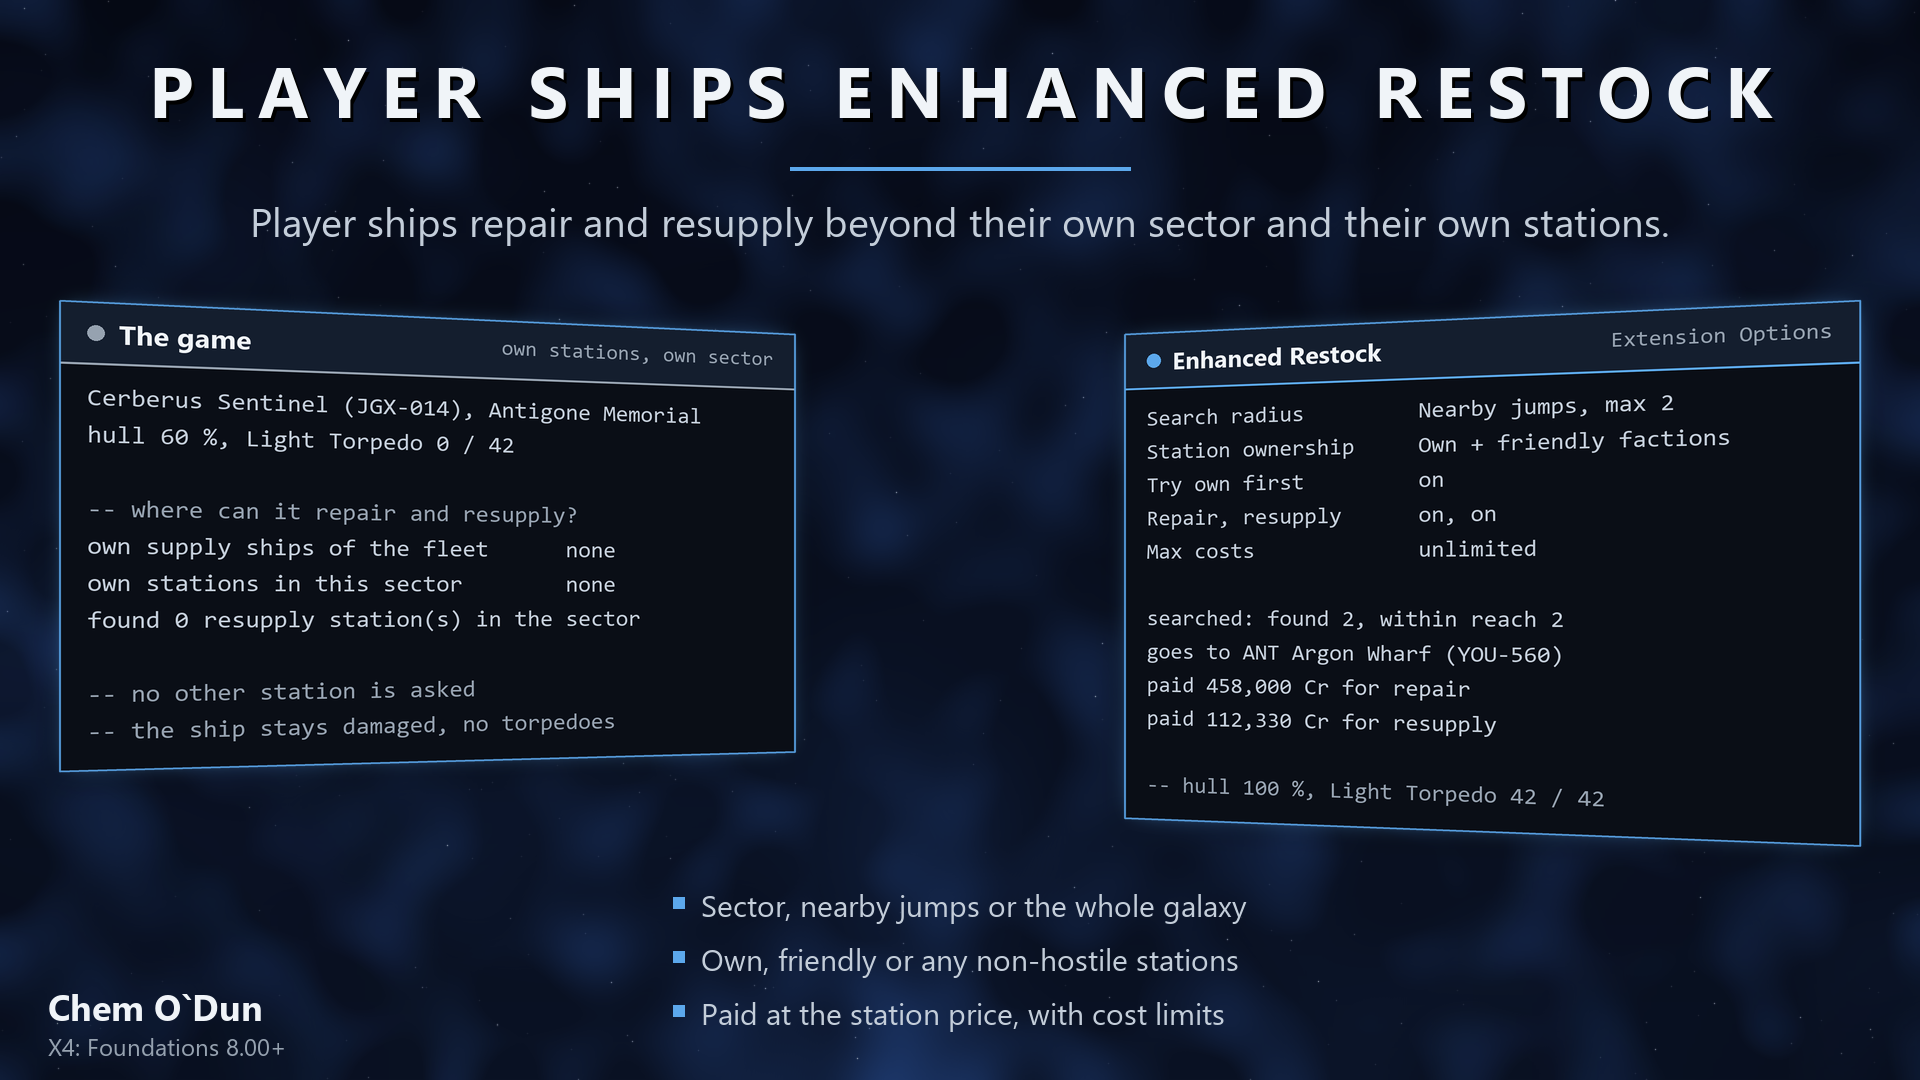 PLAYER SHIPS ENHANCED RESTOCK
Player ships repair and resupply beyond their own sector and their own stations.
The game
own stations, own sector
Cerberus Sentinel (JGX-014), Antigone Memorial
hull 60 %, Light Torpedo 0 / 42
-- where can it repair and resupply?
own supply ships of the fleet none
own stations in this sector none
found 0 resupply station(s) in the sector
-- no other station is asked
-- the ship stays damaged, no torpedoes
Enhanced Restock
Extension Options
Search radius Nearby jumps, max 2
Station ownership Own + friendly factions
Try own first on
Repair, resupply on, on
Max costs unlimited
searched: found 2, within reach 2
goes to ANT Argon Wharf (YOU-560)
paid 458,000 Cr for repair
paid 112,330 Cr for resupply
-- hull 100 %, Light Torpedo 42 / 42
Sector, nearby jumps or the whole galaxy
Own, friendly or any non-hostile stations
Paid at the station price, with cost limits
Chem O`Dun
X4: Foundations 8.00+